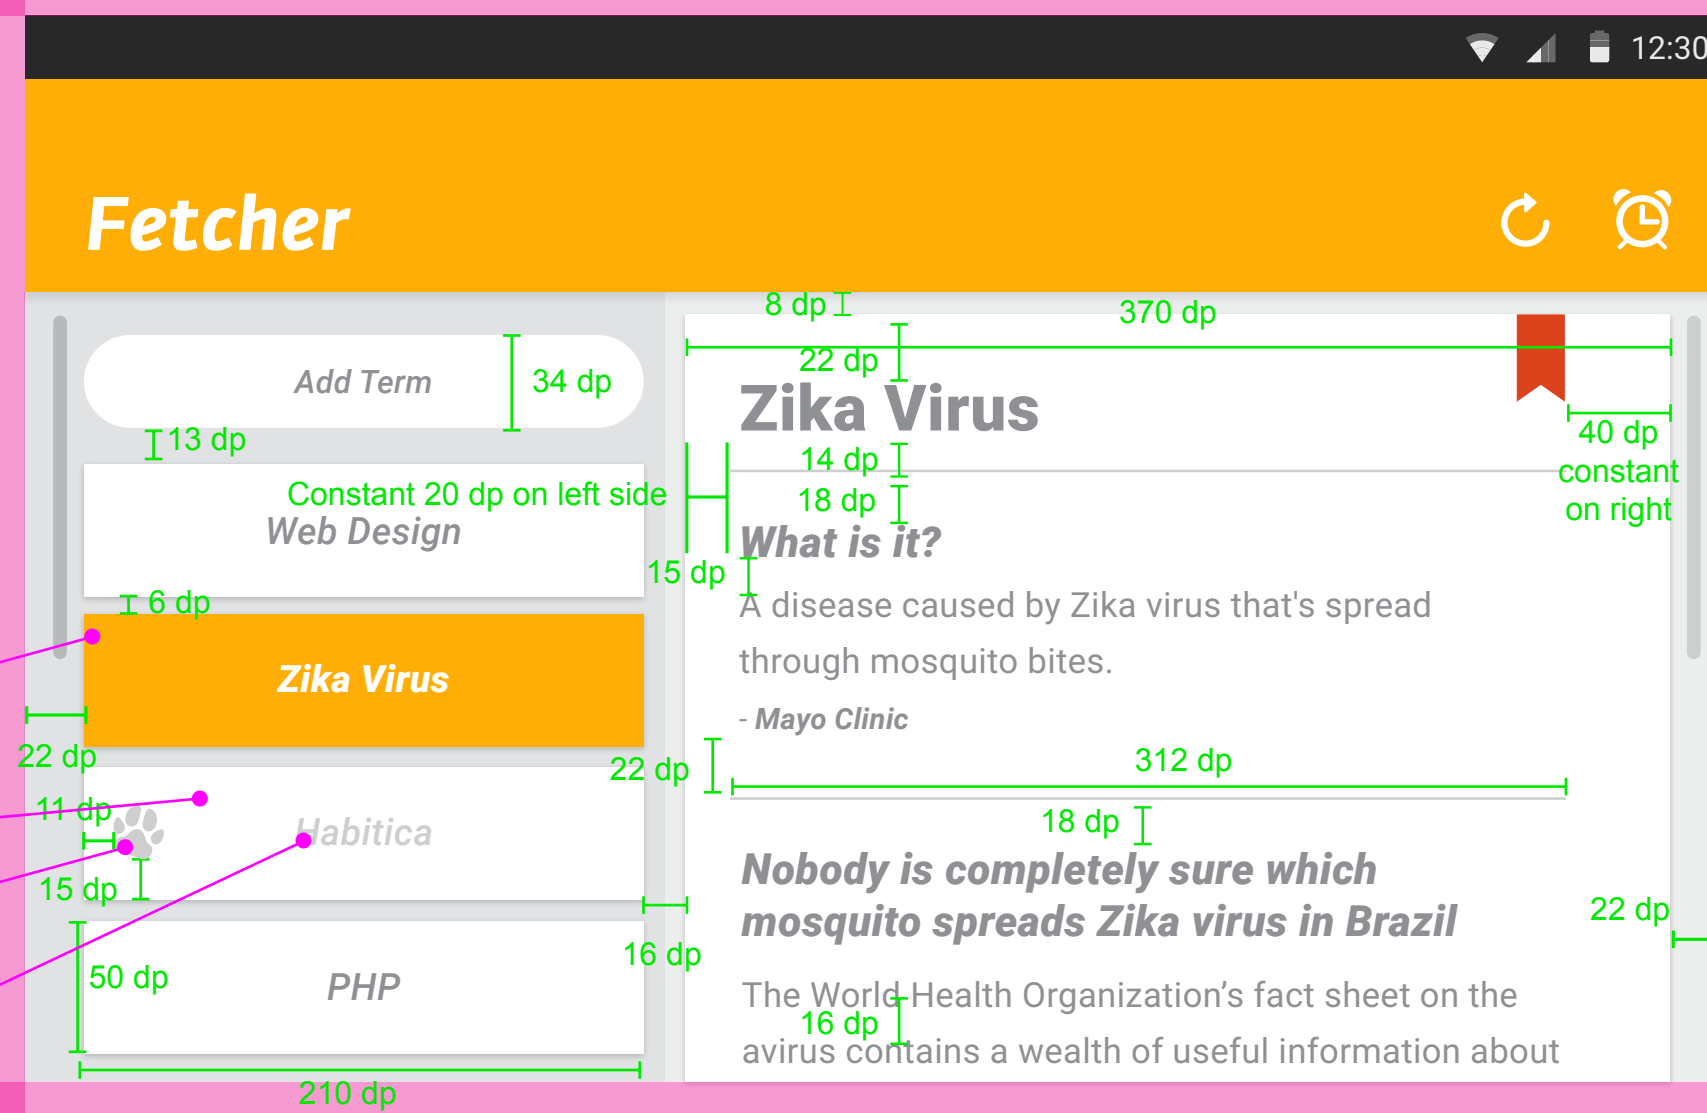 12:30
Fetcher
8 dp
370 dp
22 dp
Add Term
34 dp
Zika Virus
13 dp
40 dp
constant
on right
14 dp
Constant 20 dp on left side
18 dp
Web Design
What is it?
15 dp
6 dp
A disease caused by Zika virus that's spread
through mosquito bites.
Zika Virus
- Mayo Clinic
22 dp
22 dp
312 dp
11 dp
Habitica
18 dp
15 dp
Nobody is completely sure which
mosquito spreads Zika virus in Brazil
22 dp
16 dp
50 dp
PHP
The World Health Organization’s fact sheet on the
16 dp
avirus contains a wealth of useful information about
210 dp